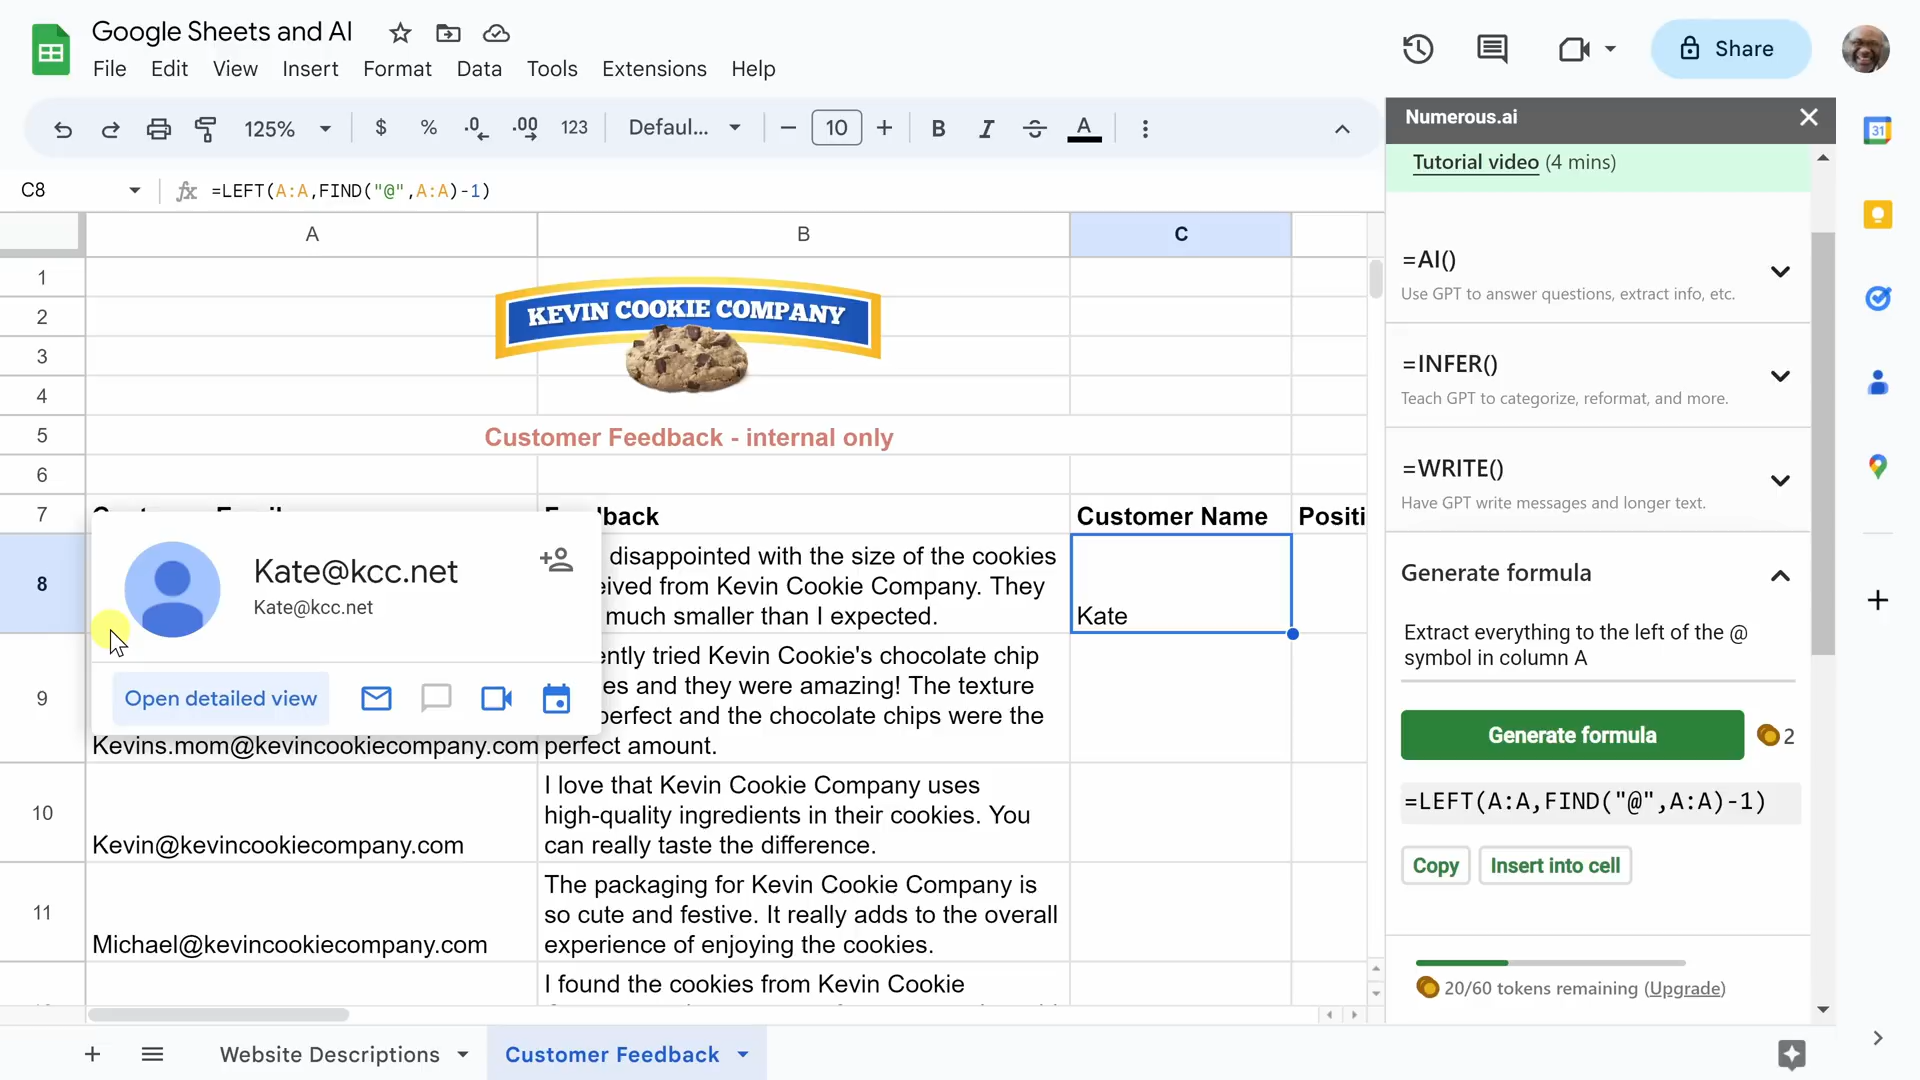 Google Sheets and AI
File Edit View Insert Format Data Tools Extensions Help
Share
125% $ % .0 .00 123 Defaul... 10 B I A
C8 fx =LEFT(A:A,FIND("@",A:A)-1)
A B C
1
2
3
4
5
6
7
8
9
10
11
KEVIN COOKIE COMPANY
Customer Feedback - internal only
Customer Name Positi
disappointed with the size of the cookies
much smaller than I expected.
Kate
Kate@kcc.net
Kate@kcc.net
Open detailed view
tried Kevin Cookie's chocolate chip
and they were amazing! The texture
perfect and the chocolate chips were the
perfect amount.
Kevins.mom@kevincookiecompany.com
I love that Kevin Cookie Company uses
high-quality ingredients in their cookies. You
can really taste the difference.
Kevin@kevincookiecompany.com
The packaging for Kevin Cookie Company is
so cute and festive. It really adds to the overall
experience of enjoying the cookies.
Michael@kevincookiecompany.com
I found the cookies from Kevin Cookie
Website Descriptions
Customer Feedback
Numerous.ai
Tutorial video (4 mins)
=AI()
Use GPT to answer questions, extract info, etc.
=INFER()
Teach GPT to categorize, reformat, and more.
=WRITE()
Have GPT write messages and longer text.
Generate formula
Extract everything to the left of the @
symbol in column A
Generate formula
2
=LEFT(A:A,FIND("@",A:A)-1)
Copy
Insert into cell
20/60 tokens remaining (Upgrade)
31